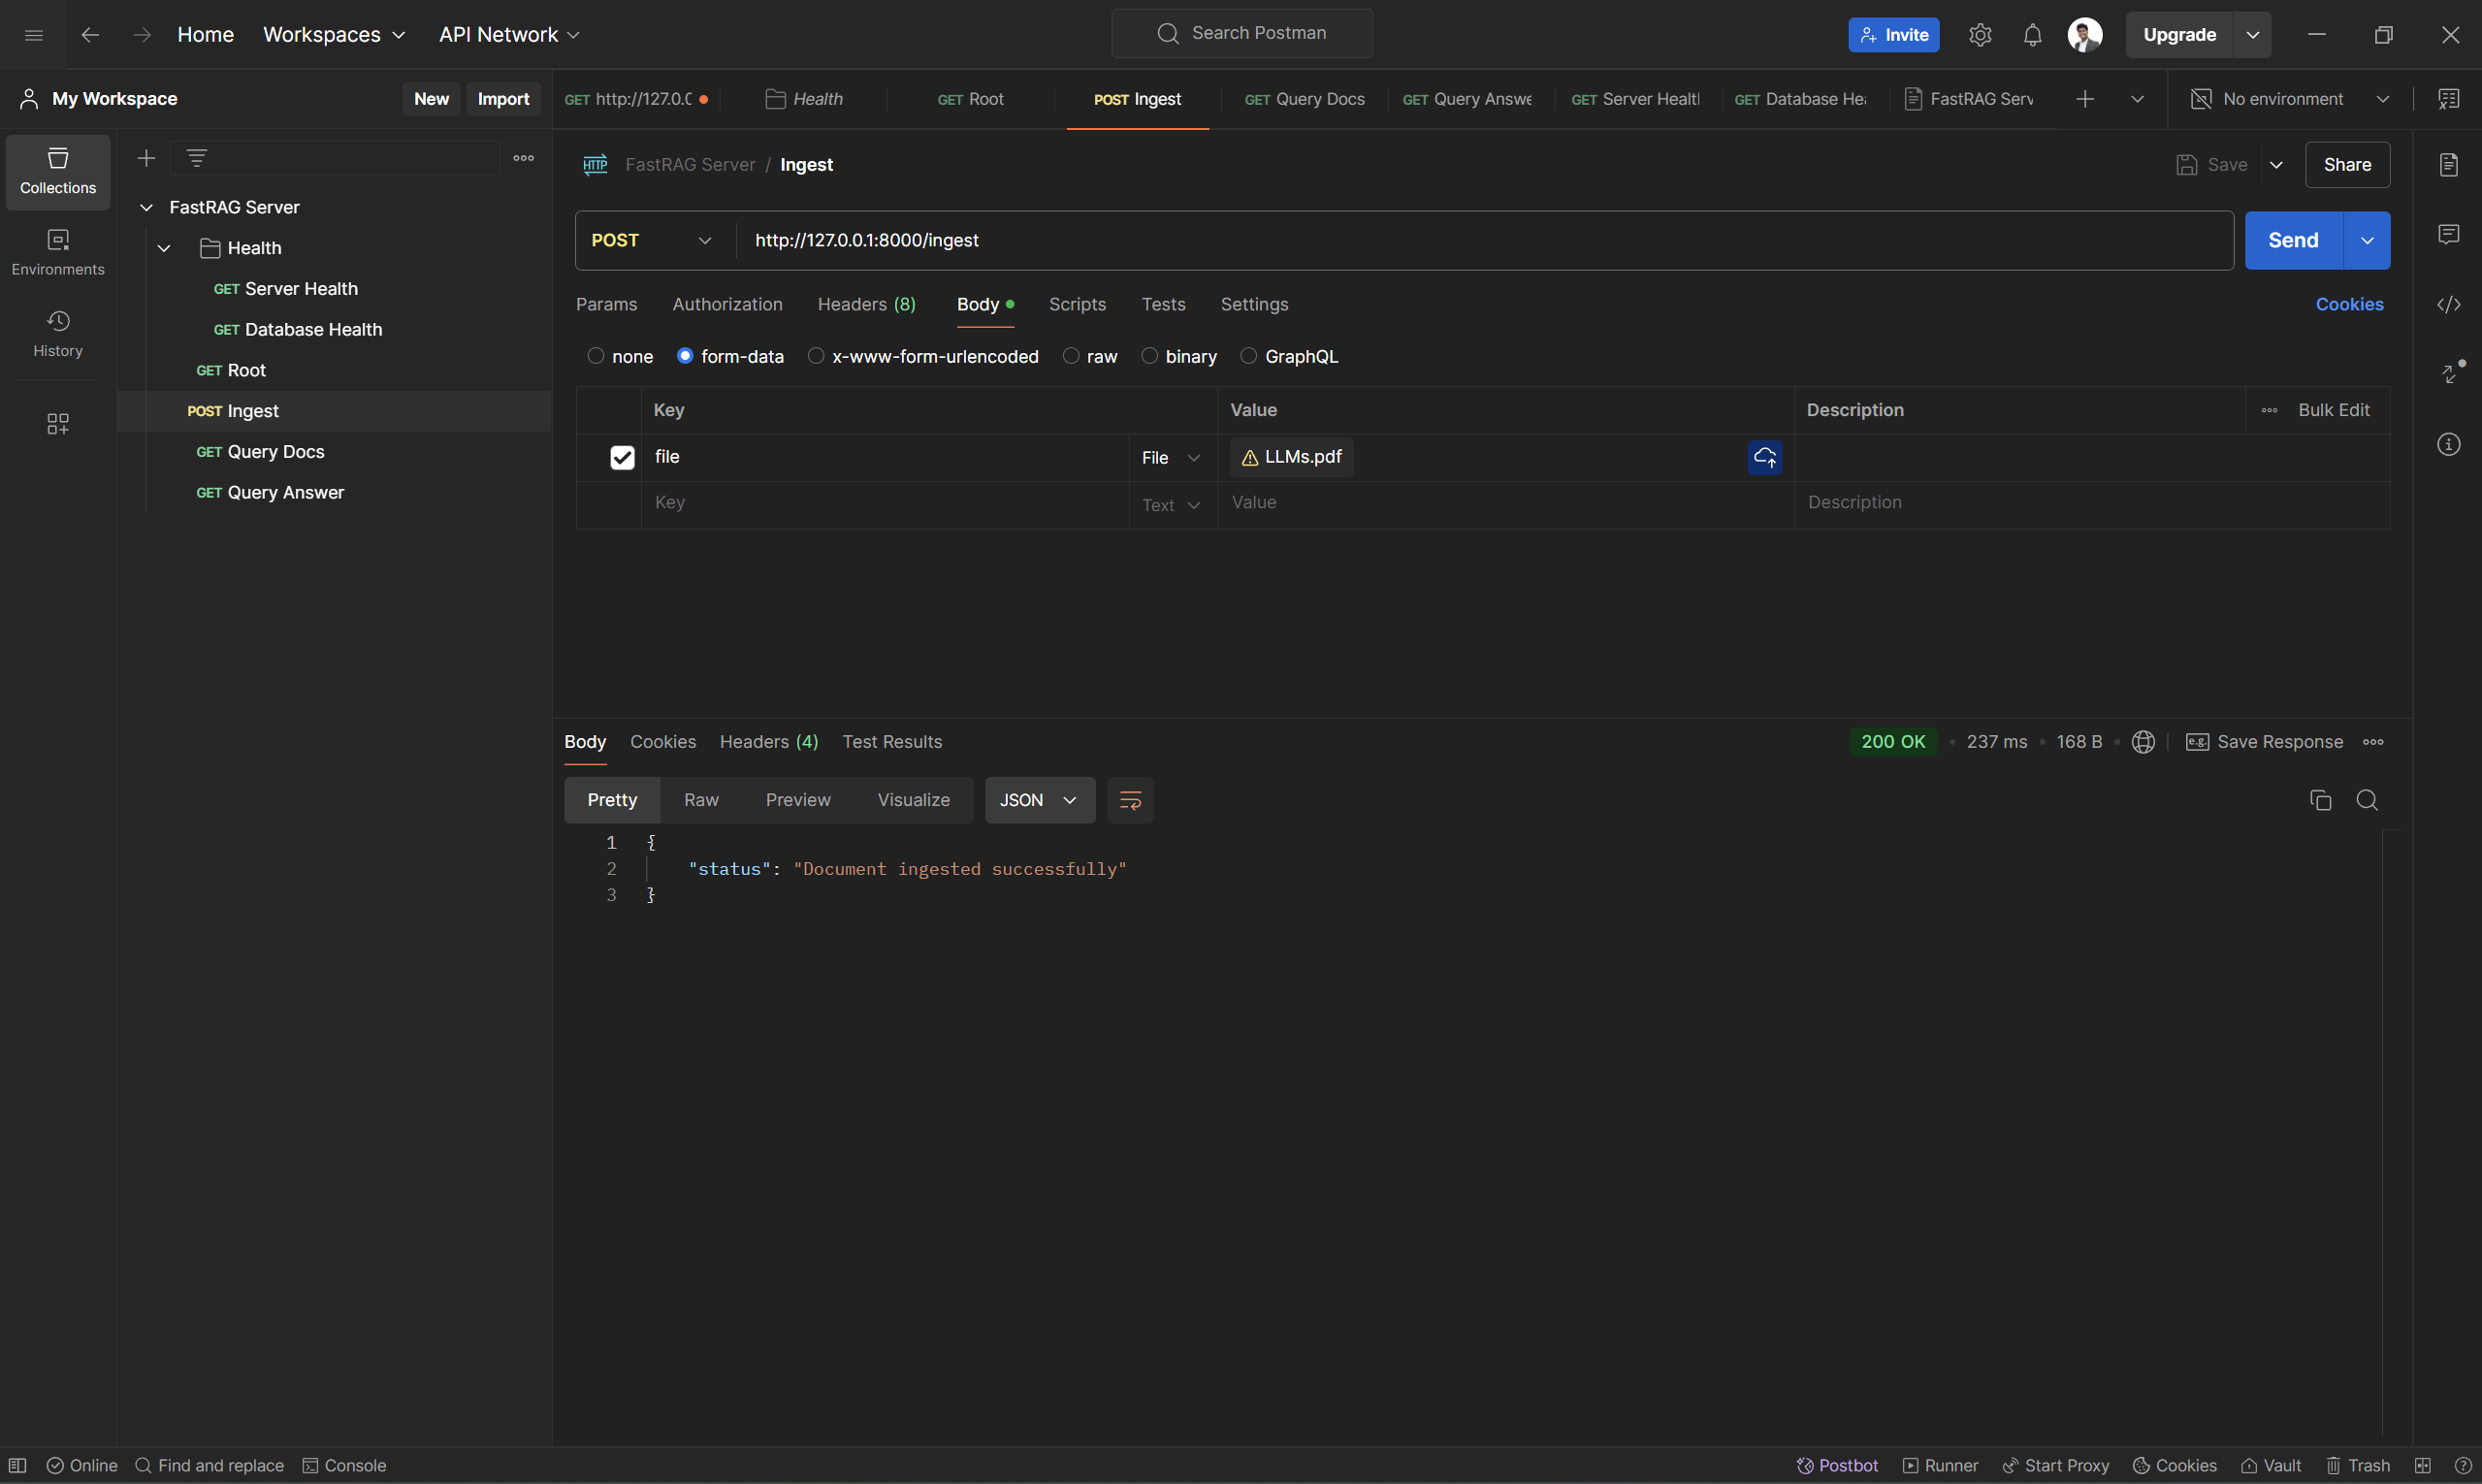 Home Workspaces API Network Search Postman Invite Upgrade
My Workspace New Import GET http://127.0.0 Health GET Root POST Ingest GET Query Docs GET Query Answe GET Server Healt GET Database Hea FastRAG Serv No environment
Collections
Environments
History
FastRAG Server
Health
GET Server Health
GET Database Health
GET Root
POST Ingest
GET Query Docs
GET Query Answer
HTTP FastRAG Server / Ingest Save Share
POST http://127.0.0.1:8000/ingest Send
Params Authorization Headers (8) Body Scripts Tests Settings Cookies
none form-data x-www-form-urlencoded raw binary GraphQL
Key Value Description Bulk Edit
file File LLMs.pdf
Key Text Value Description
Body Cookies Headers (4) Test Results 200 OK 237 ms 168 B e.g. Save Response
Pretty Raw Preview Visualize JSON
1 {
2 "status": "Document ingested successfully"
3 }
Online Find and replace Console Postbot Runner Start Proxy Cookies Vault Trash